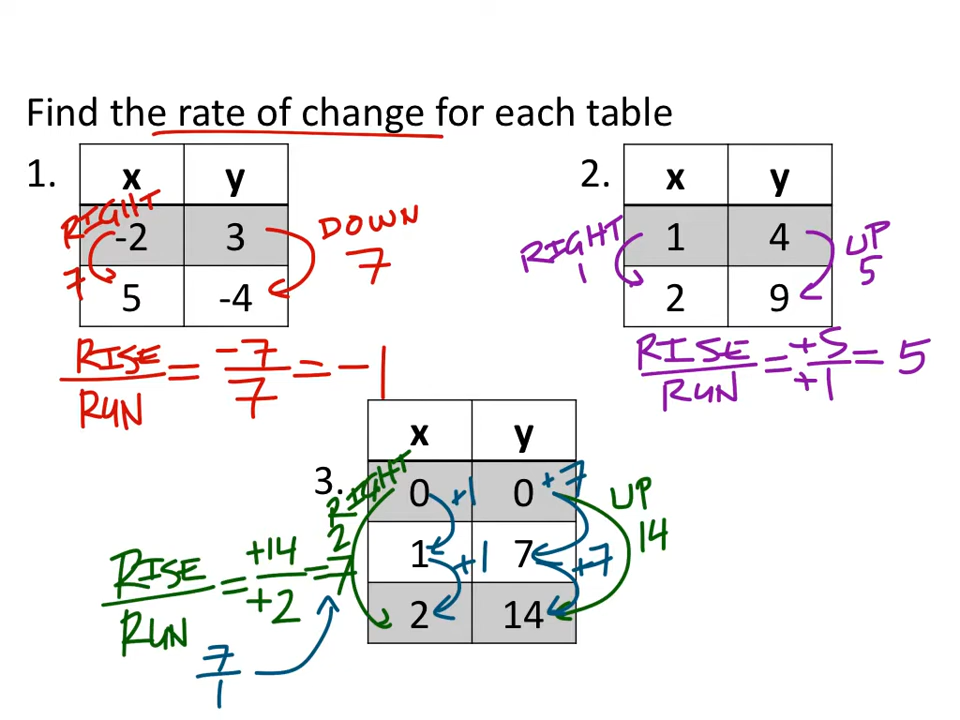 Find the rate of change for each table
1.
x y
RIGHT
7
-2 3
5 -4
DOWN
7
RISE/RUN = -7/7 = -1
2.
x y
RIGHT
1
1 4
2 9
UP
5
RISE/RUN = +5/+1 = 5
3.
x y
RIGHT
2
0 +1 0 +7
1 +1 7 +7
2 14
UP
14
RISE/RUN = +14/+2 = 7
7/1